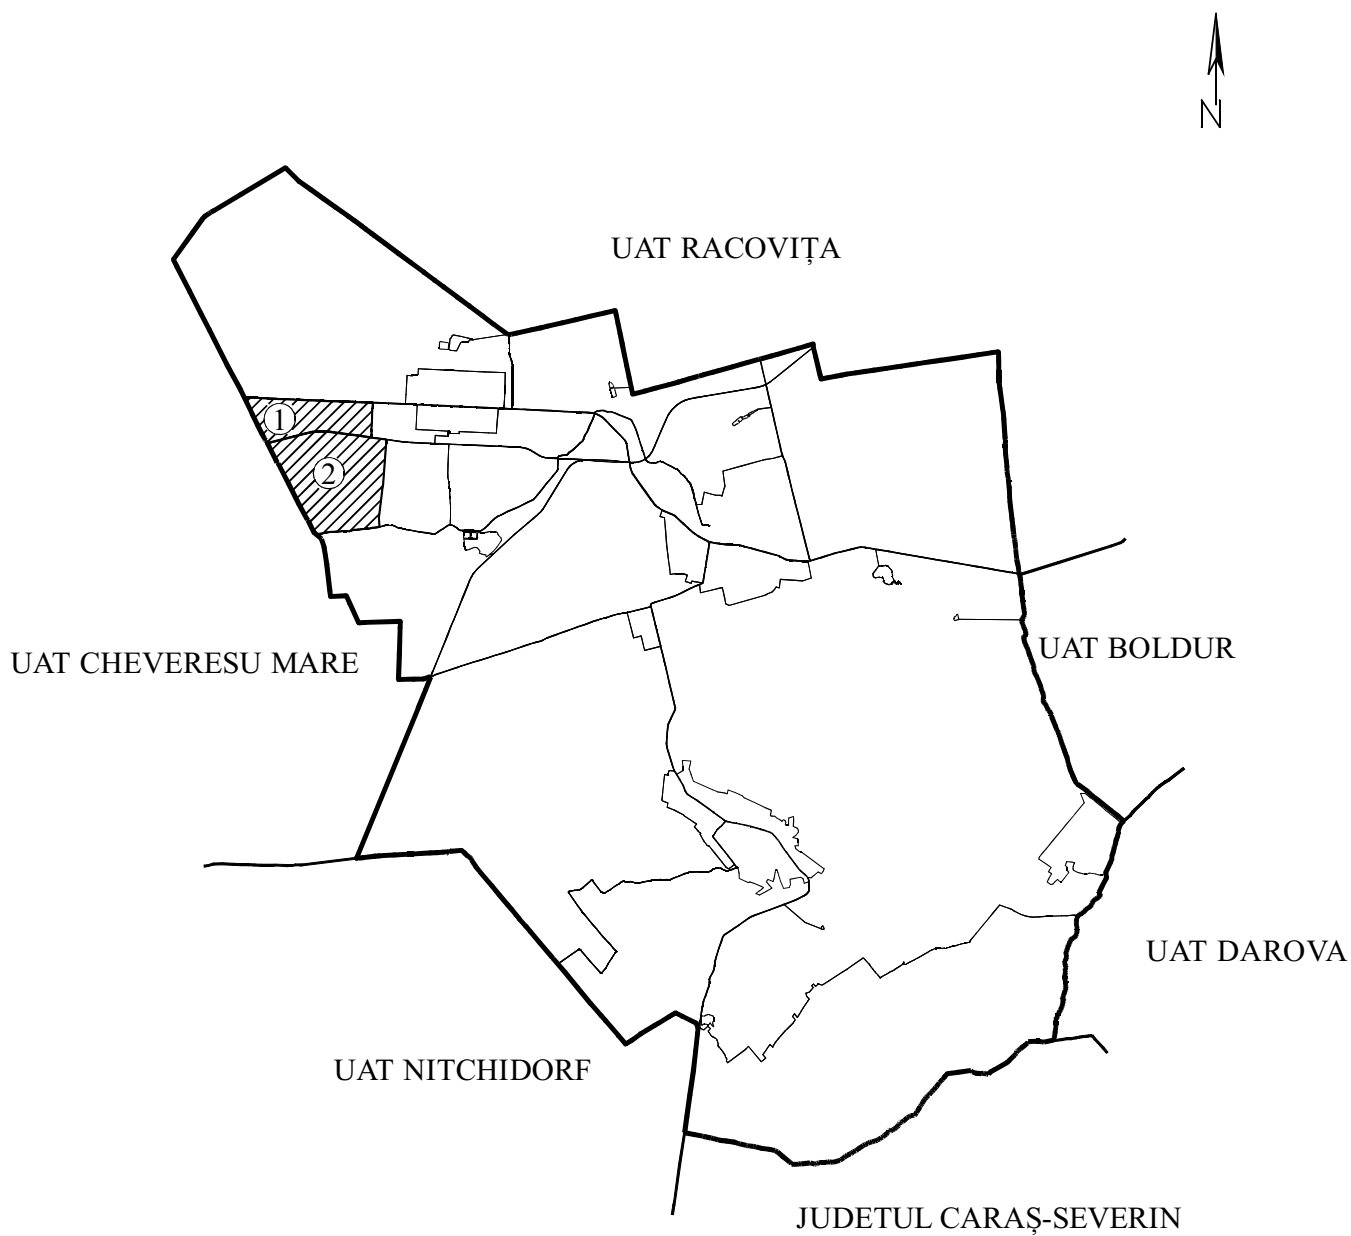 N
UAT RACOVIȚA
1
2
UAT BOLDUR
UAT CHEVERESU MARE
UAT DAROVA
UAT NITCHIDORF
JUDETUL CARAȘ-SEVERIN